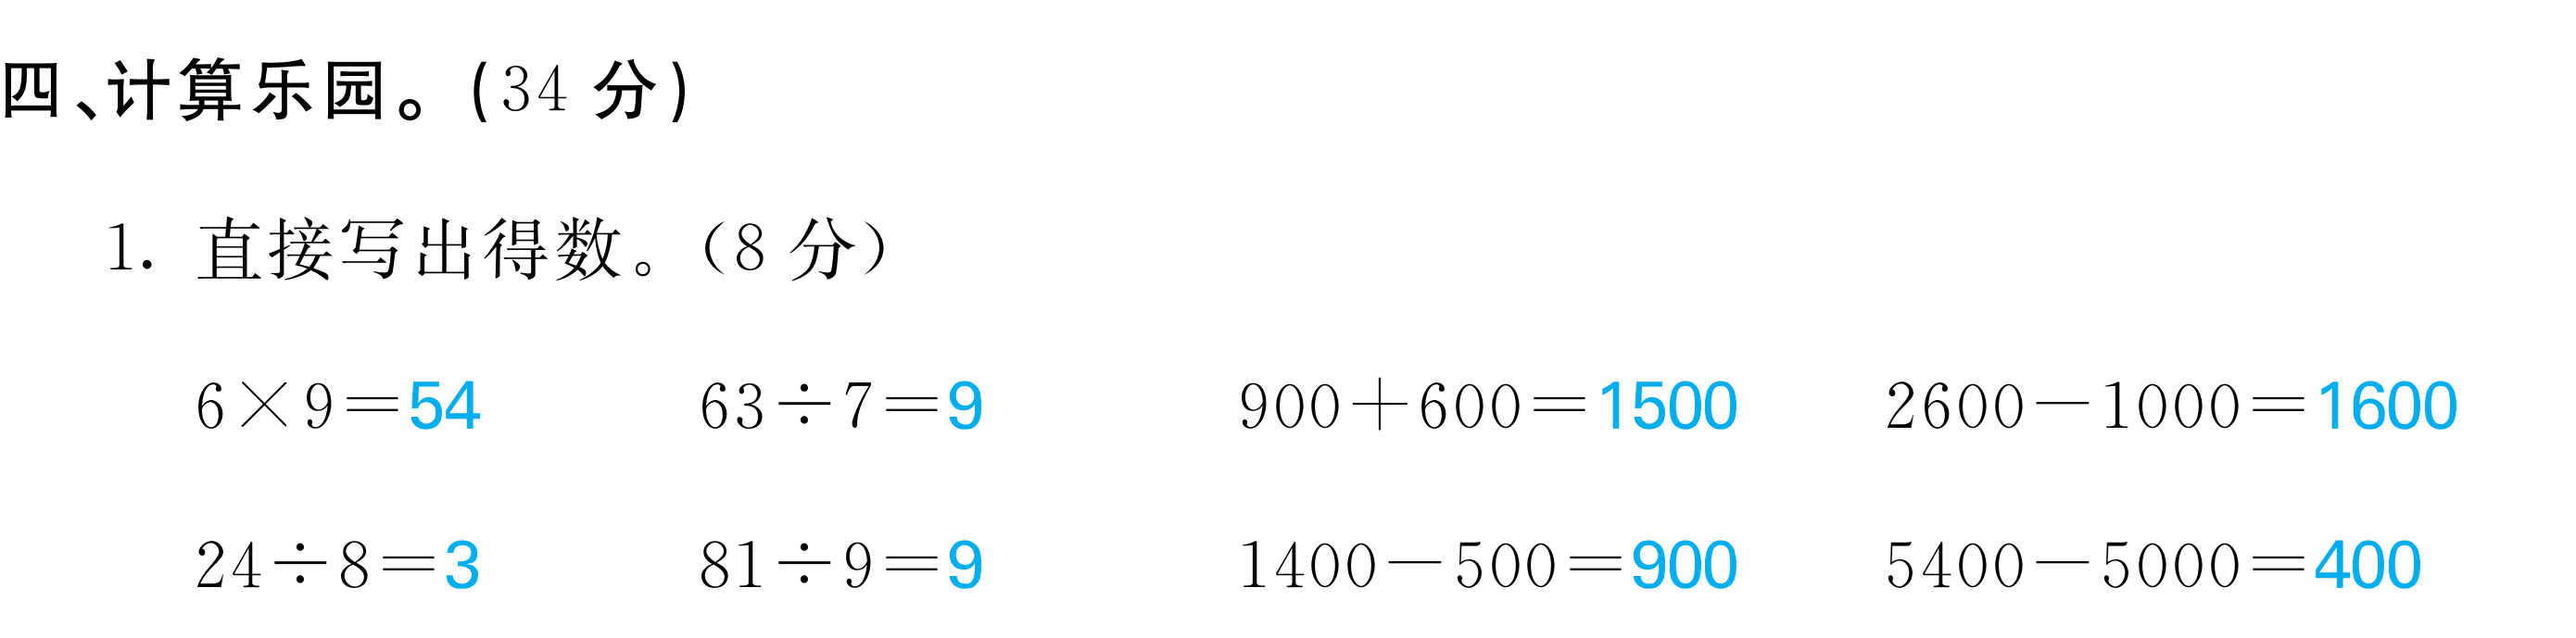 四、计算乐园。(34 分)
1. 直接写出得数。(8 分)
6×9=54 63÷7=9 900+600=1500 2600-1000=1600
24÷8=3 81÷9=9 1400-500=900 5400-5000=400